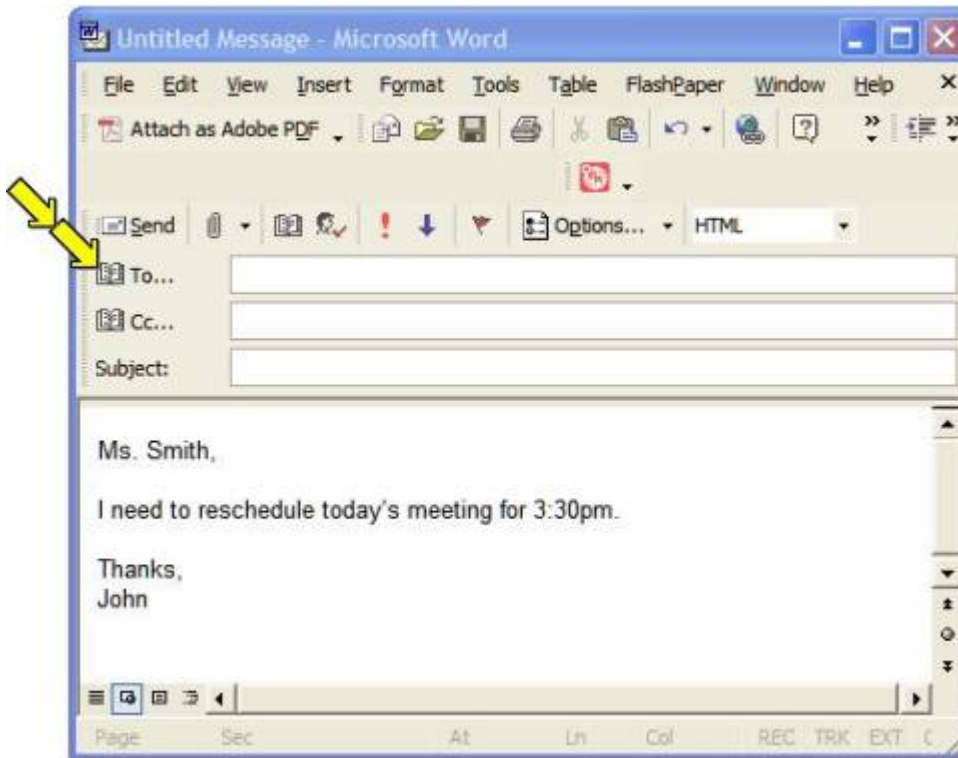 Untitled Message - Microsoft Word
File Edit View Insert Format Tools Table FlashPaper Window Help
Attach as Adobe PDF
Send Options... HTML
To...
Cc...
Subject:
Ms. Smith,
I need to reschedule today's meeting for 3:30pm.
Thanks,
John
Page Sec At Ln Col REC TRK EXT